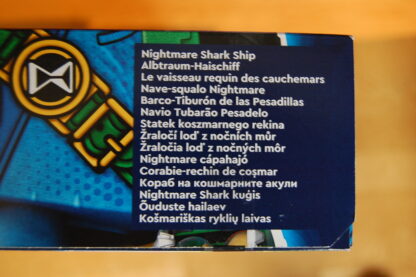 Nightmare Shark Ship
Albtraum-Haischiff
Le vaisseau requin des cauchemars
Nave-squalo Nightmare
Barco-Tiburón de las Pesadillas
Navio Tubarão Pesadelo
Statek koszmarnego rekina
Žraločí loď z nočních můr
Žraločia loď z nočných môr
Nightmare cápahajó
Corabie-rechin de coșmar
Кораб на кошмарните акули
Nightmare Shark kuģis
Õuduste hailaev
Košmariškas ryklių laivas